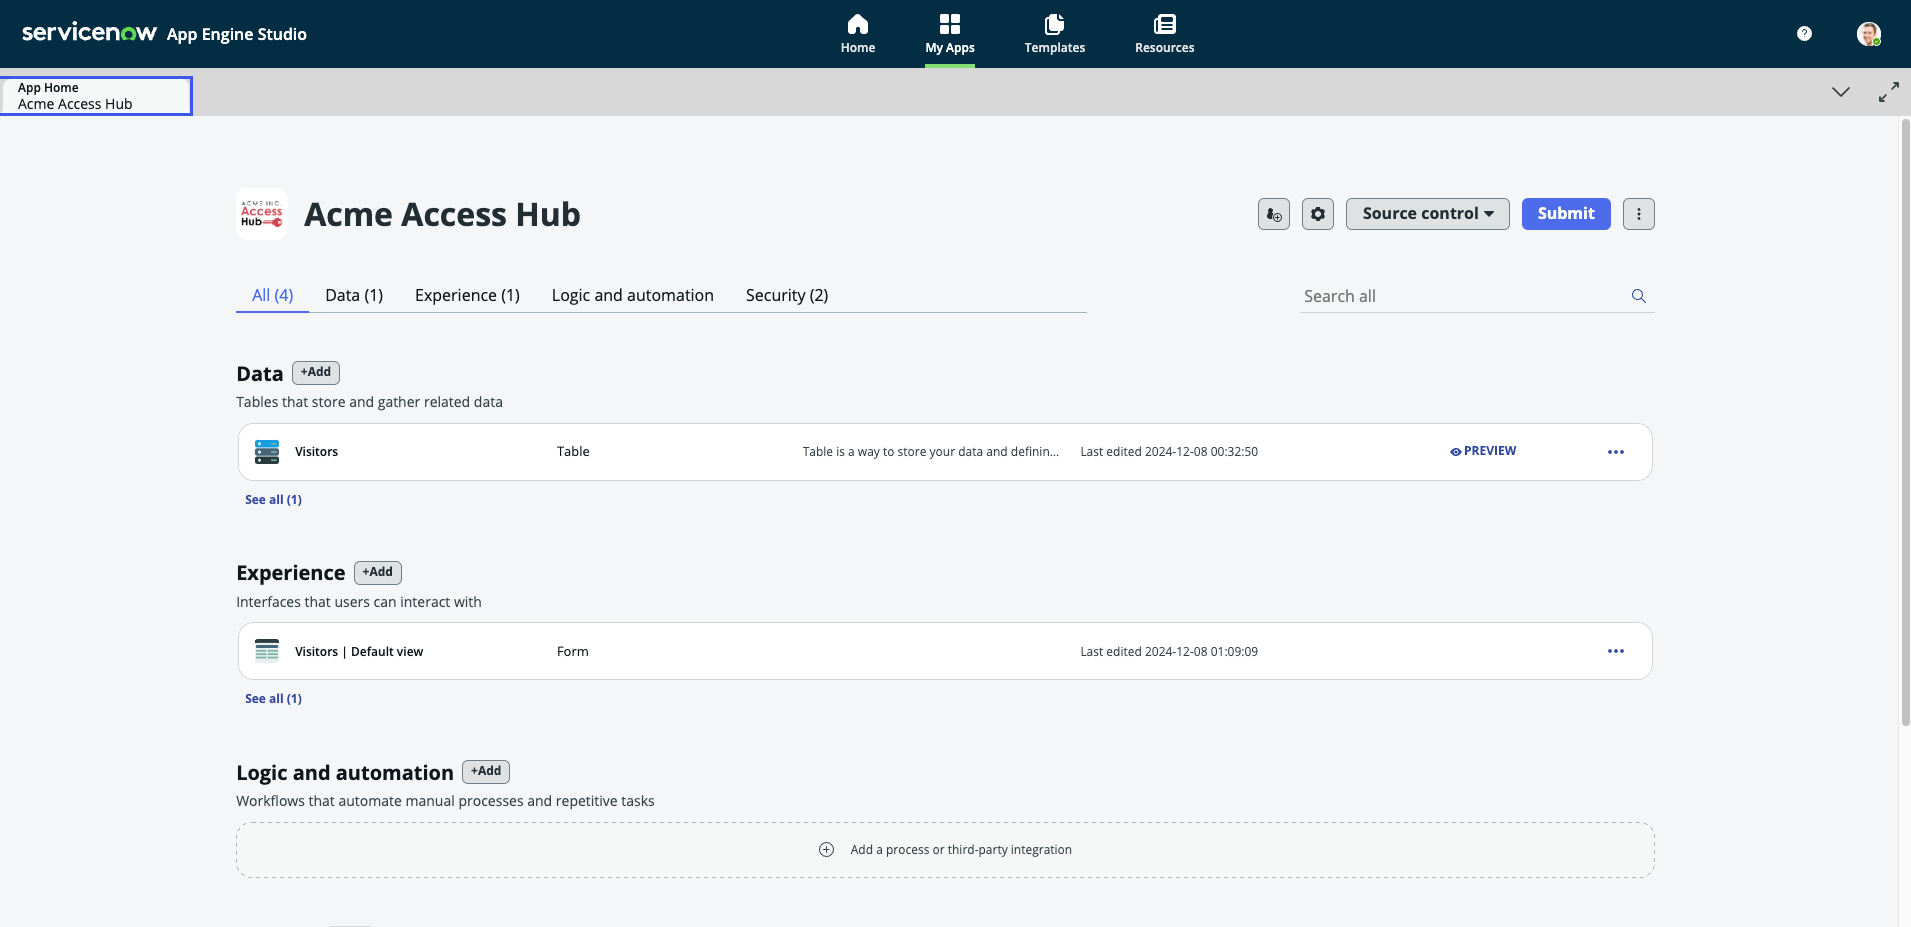 servicenow App Engine Studio
Home
My Apps
Templates
Resources
?
App Home
Acme Access Hub
ACME INC.
Access
Hub
Acme Access Hub
Source control
Submit
All (4)
Data (1)
Experience (1)
Logic and automation
Security (2)
Search all
Data +Add
Tables that store and gather related data
Visitors Table Table is a way to store your data and definin... Last edited 2024-12-08 00:32:50 PREVIEW
See all (1)
Experience +Add
Interfaces that users can interact with
Visitors | Default view Form Last edited 2024-12-08 01:09:09
See all (1)
Logic and automation +Add
Workflows that automate manual processes and repetitive tasks
Add a process or third-party integration